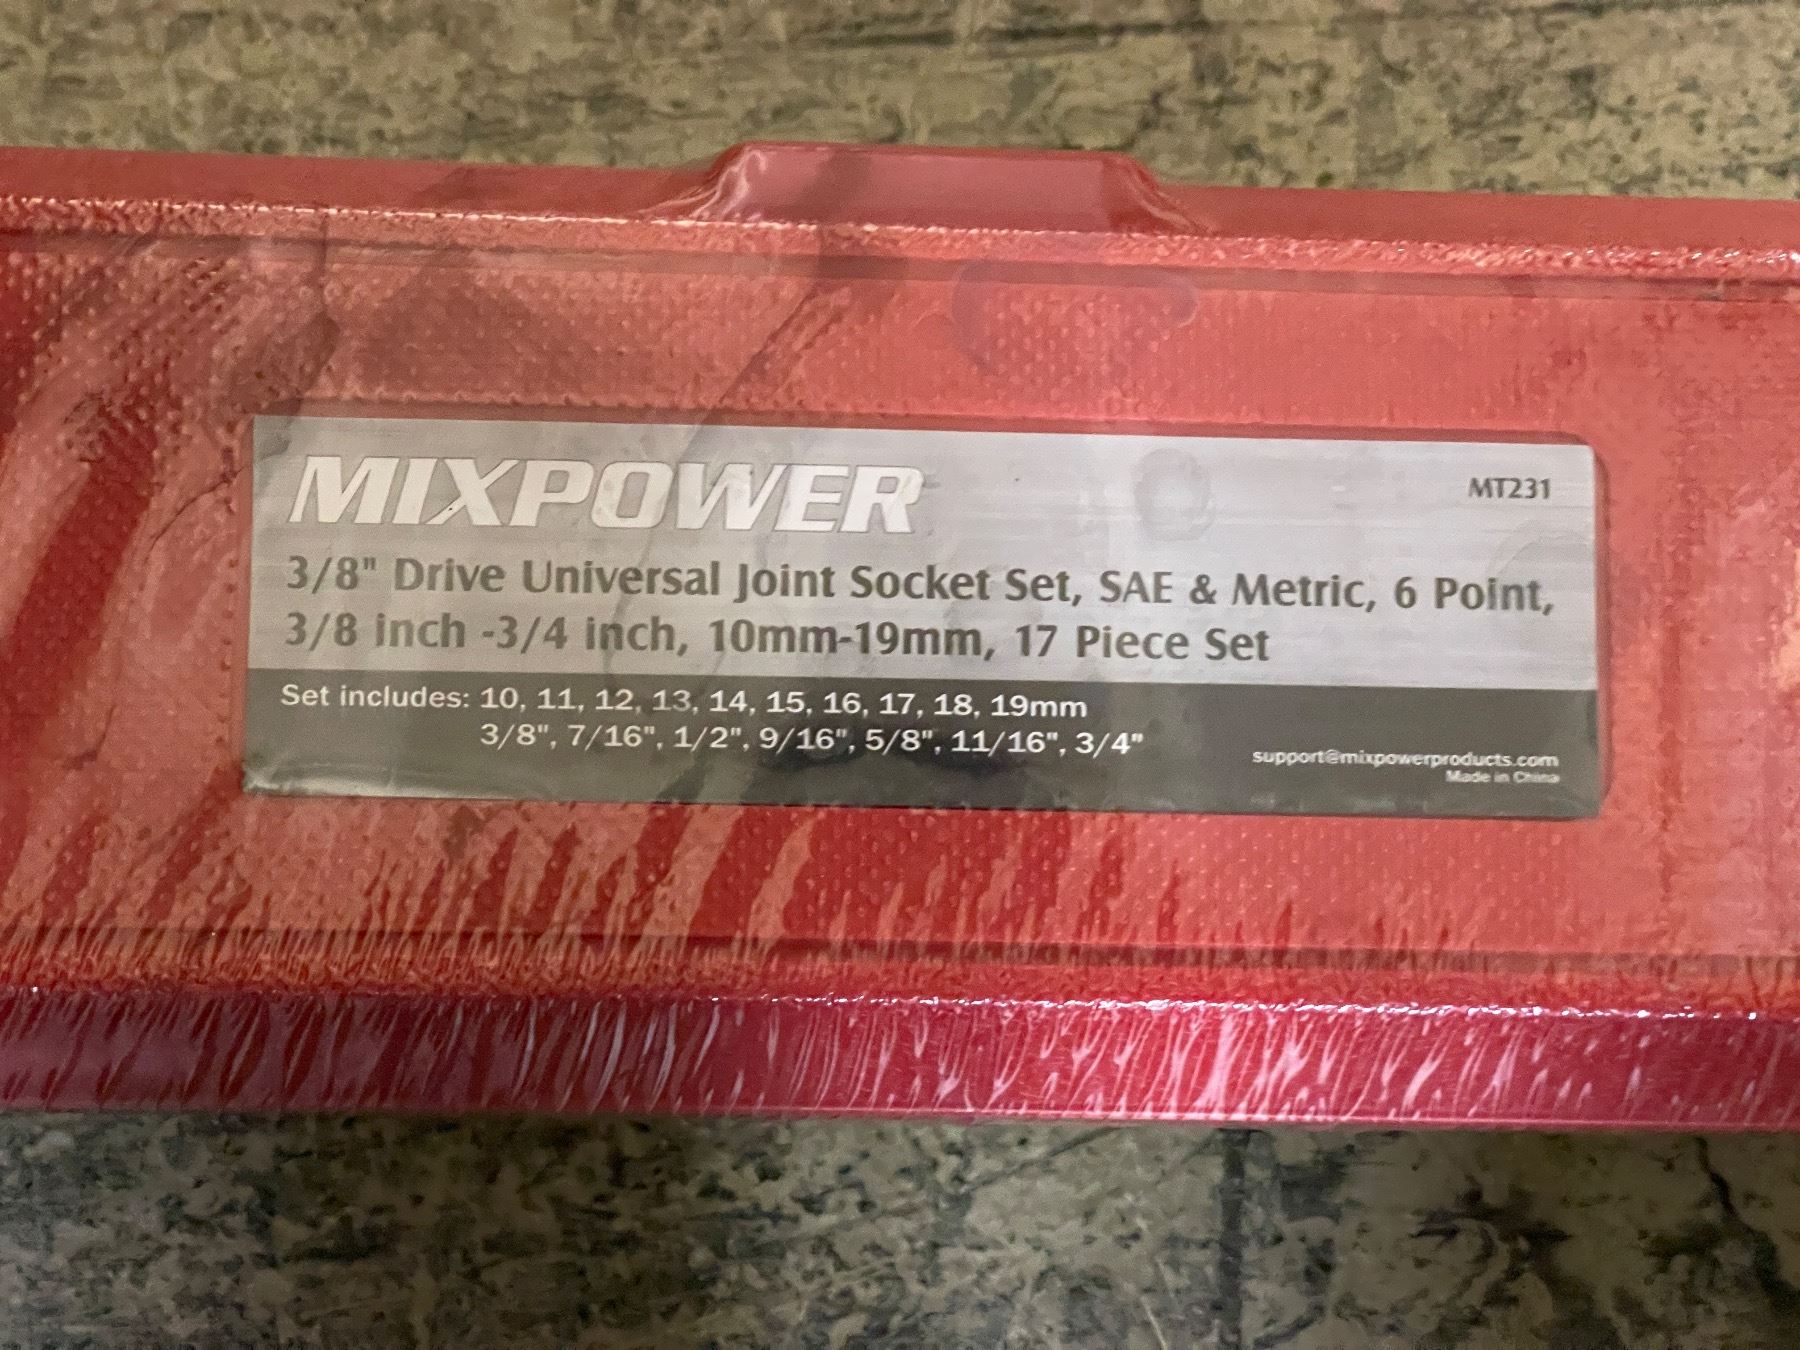 MIXPOWER
MT231
3/8" Drive Universal Joint Socket Set, SAE & Metric, 6 Point,
3/8 inch -3/4 inch, 10mm-19mm, 17 Piece Set
Set includes: 10, 11, 12, 13, 14, 15, 16, 17, 18, 19mm
3/8", 7/16", 1/2", 9/16", 5/8", 11/16", 3/4"
support@mixpowerproducts.com
Made in China